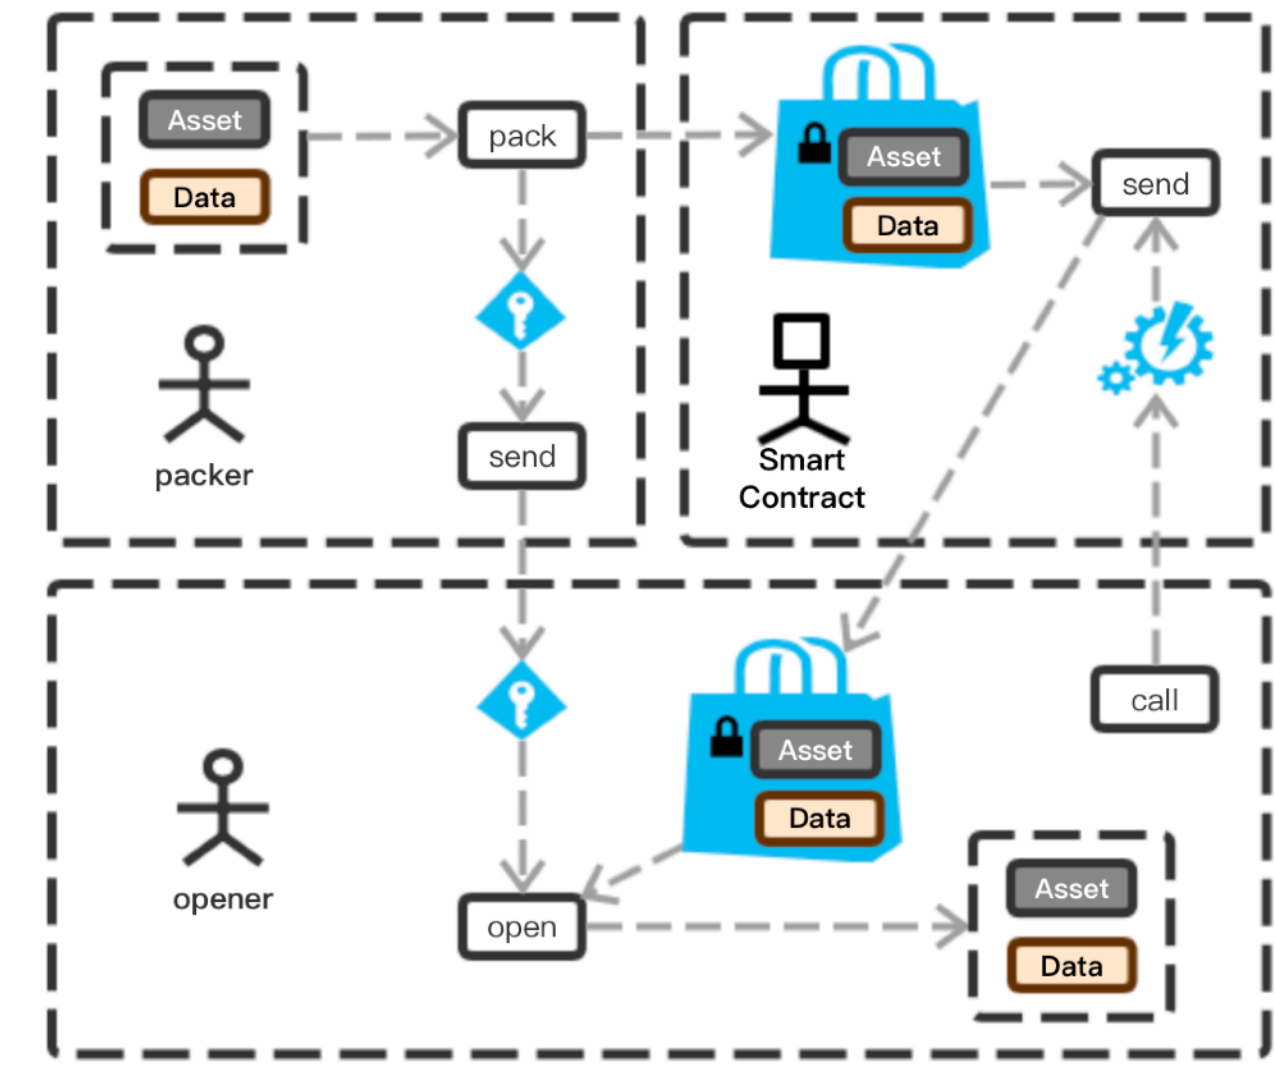 Asset
Data
pack
send
packer
Asset
Data
send
Smart
Contract
call
Asset
Data
opener
open
Asset
Data